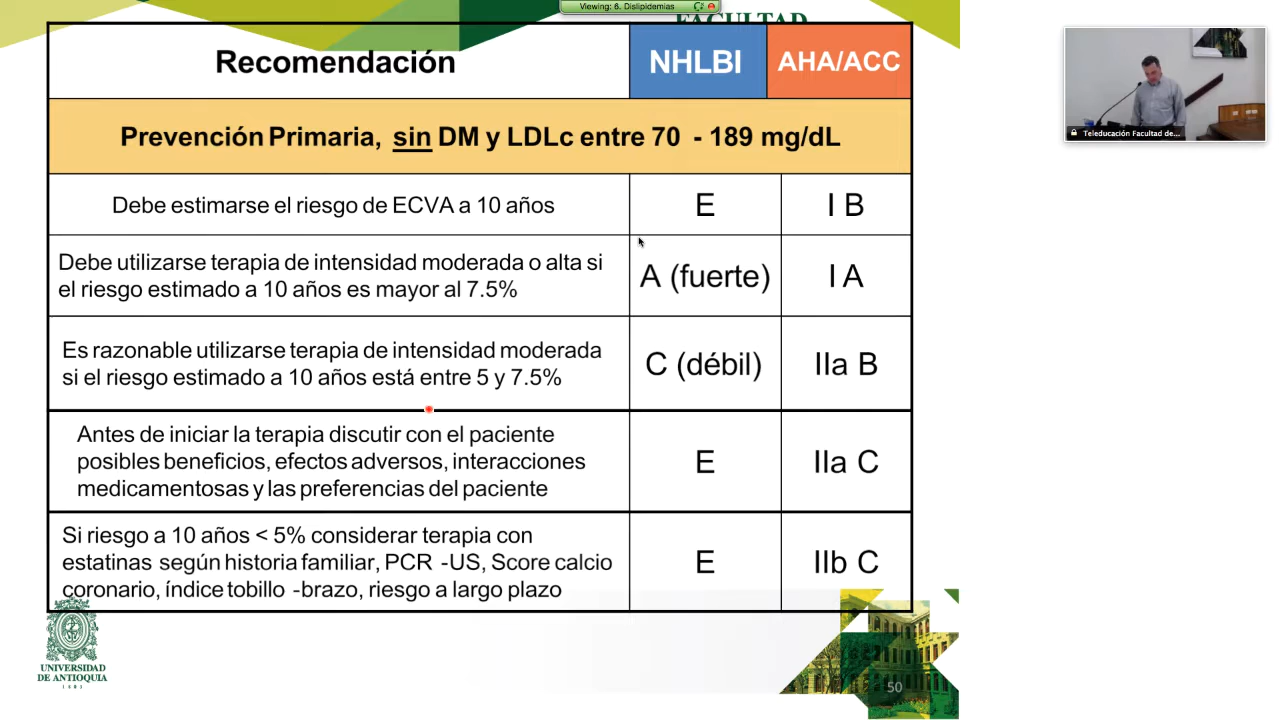 Viewing: 6. Dislipidemias
FACULTAD
Recomendación
NHLBI
AHA/ACC
Prevención Primaria, sin DM y LDLc entre 70 - 189 mg/dL
Debe estimarse el riesgo de ECVA a 10 años
E
I B
Debe utilizarse terapia de intensidad moderada o alta si
el riesgo estimado a 10 años es mayor al 7.5%
A (fuerte)
I A
Es razonable utilizarse terapia de intensidad moderada
si el riesgo estimado a 10 años está entre 5 y 7.5%
C (débil)
IIa B
Antes de iniciar la terapia discutir con el paciente
posibles beneficios, efectos adversos, interacciones
medicamentosas y las preferencias del paciente
E
IIa C
Si riesgo a 10 años < 5% considerar terapia con
estatinas según historia familiar, PCR -US, Score calcio
coronario, índice tobillo -brazo, riesgo a largo plazo
E
IIb C
UNIVERSIDAD
DE ANTIOQUIA
1803
50
Teleducación Facultad de...